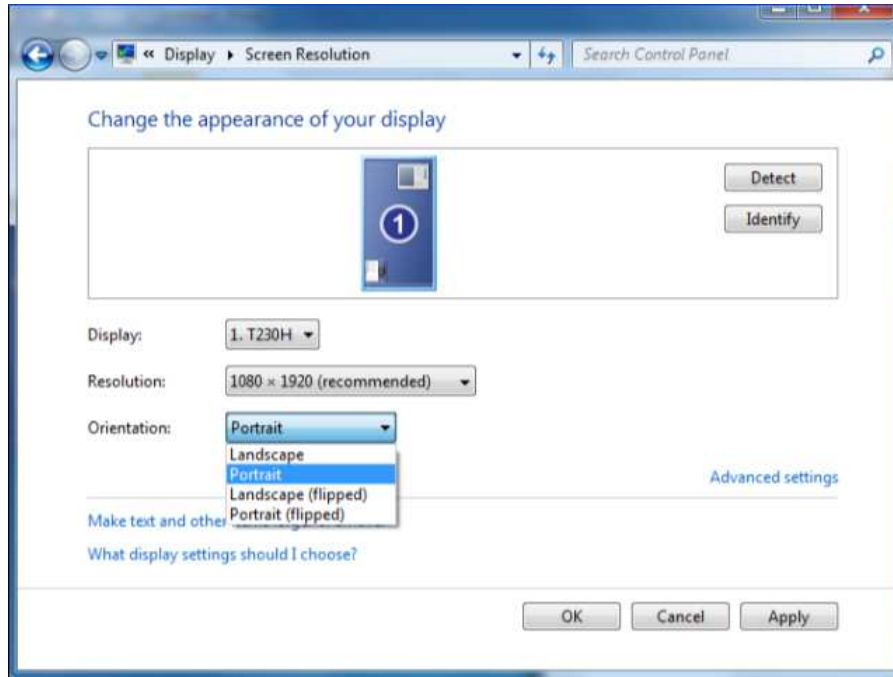 « Display ▸ Screen Resolution
Search Control Panel
Change the appearance of your display
1
Detect
Identify
Display:
1. T230H
Resolution:
1080 × 1920 (recommended)
Orientation:
Portrait
Landscape
Portrait
Landscape (flipped)
Portrait (flipped)
Advanced settings
Make text and other
What display settings should I choose?
OK
Cancel
Apply